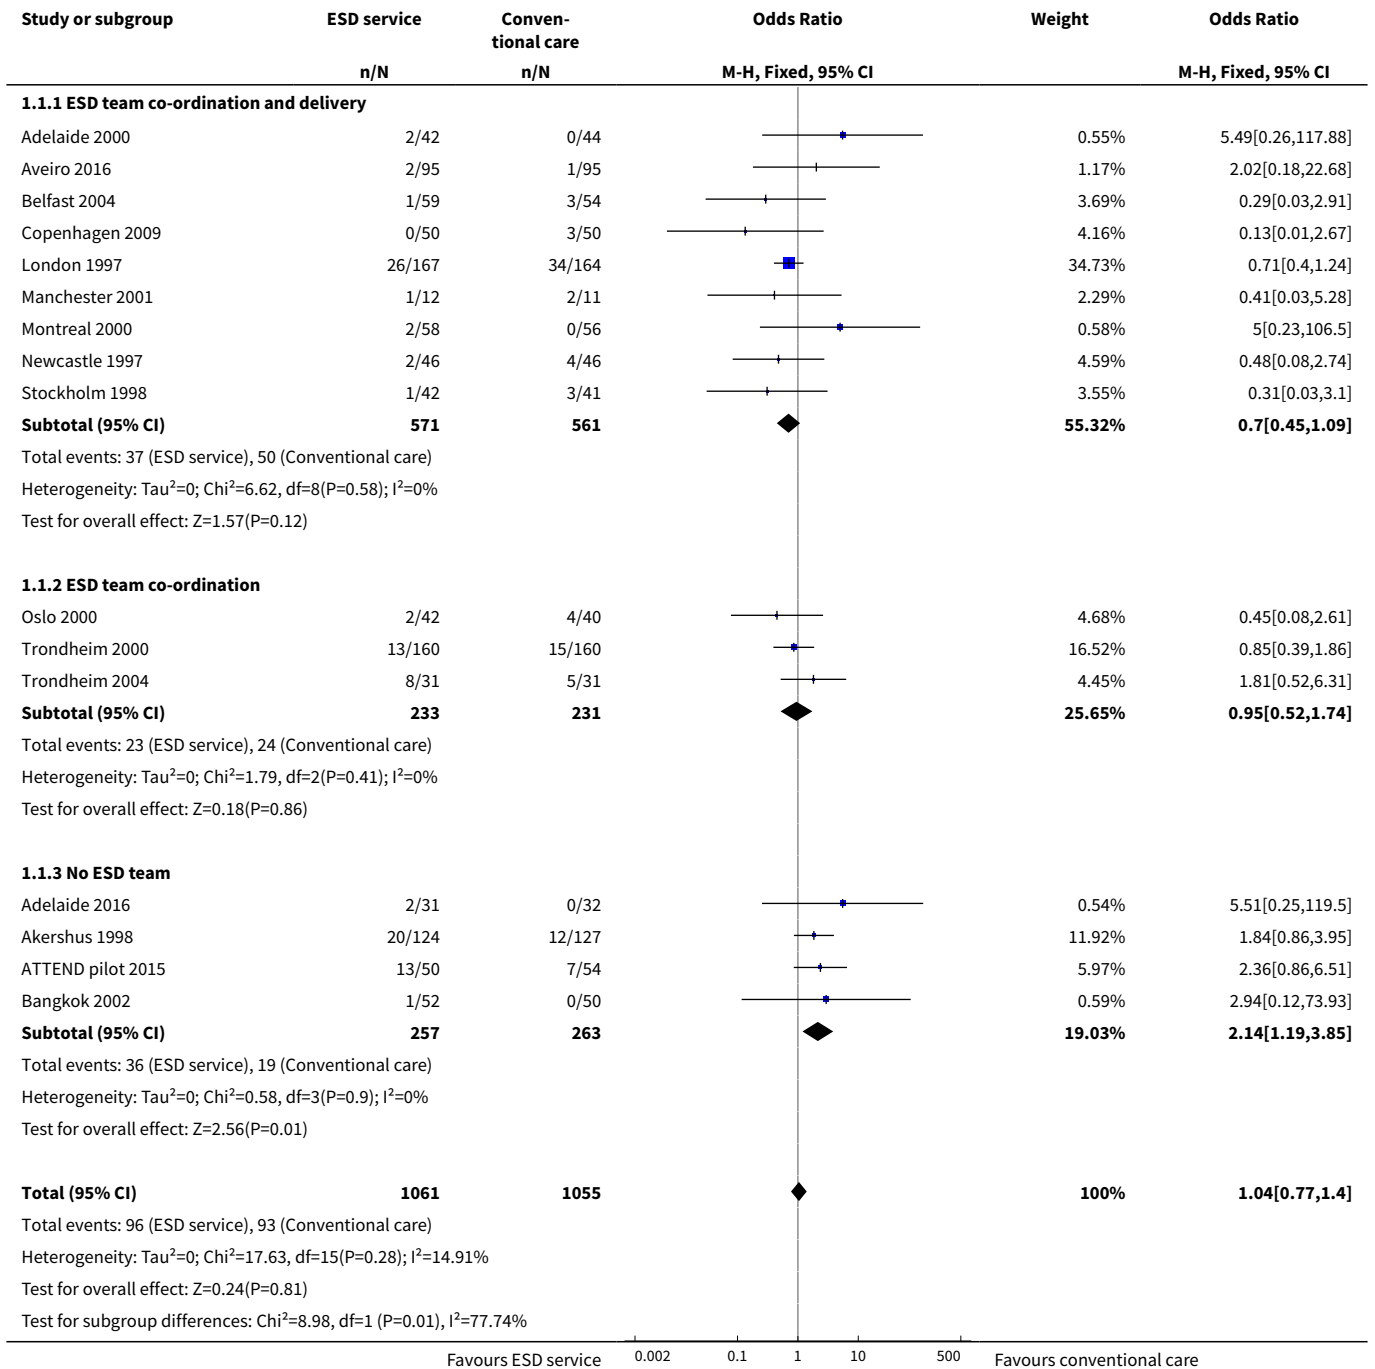 Study or subgroup ESD service Conven- Odds Ratio Weight Odds Ratio
tional care
n/N n/N M-H, Fixed, 95% CI M-H, Fixed, 95% CI
1.1.1 ESD team co-ordination and delivery
Adelaide 2000 2/42 0/44 0.55% 5.49[0.26,117.88]
Aveiro 2016 2/95 1/95 1.17% 2.02[0.18,22.68]
Belfast 2004 1/59 3/54 3.69% 0.29[0.03,2.91]
Copenhagen 2009 0/50 3/50 4.16% 0.13[0.01,2.67]
London 1997 26/167 34/164 34.73% 0.71[0.4,1.24]
Manchester 2001 1/12 2/11 2.29% 0.41[0.03,5.28]
Montreal 2000 2/58 0/56 0.58% 5[0.23,106.5]
Newcastle 1997 2/46 4/46 4.59% 0.48[0.08,2.74]
Stockholm 1998 1/42 3/41 3.55% 0.31[0.03,3.1]
Subtotal (95% CI) 571 561 55.32% 0.7[0.45,1.09]
Total events: 37 (ESD service), 50 (Conventional care)
Heterogeneity: Tau²=0; Chi²=6.62, df=8(P=0.58); I²=0%
Test for overall effect: Z=1.57(P=0.12)
1.1.2 ESD team co-ordination
Oslo 2000 2/42 4/40 4.68% 0.45[0.08,2.61]
Trondheim 2000 13/160 15/160 16.52% 0.85[0.39,1.86]
Trondheim 2004 8/31 5/31 4.45% 1.81[0.52,6.31]
Subtotal (95% CI) 233 231 25.65% 0.95[0.52,1.74]
Total events: 23 (ESD service), 24 (Conventional care)
Heterogeneity: Tau²=0; Chi²=1.79, df=2(P=0.41); I²=0%
Test for overall effect: Z=0.18(P=0.86)
1.1.3 No ESD team
Adelaide 2016 2/31 0/32 0.54% 5.51[0.25,119.5]
Akershus 1998 20/124 12/127 11.92% 1.84[0.86,3.95]
ATTEND pilot 2015 13/50 7/54 5.97% 2.36[0.86,6.51]
Bangkok 2002 1/52 0/50 0.59% 2.94[0.12,73.93]
Subtotal (95% CI) 257 263 19.03% 2.14[1.19,3.85]
Total events: 36 (ESD service), 19 (Conventional care)
Heterogeneity: Tau²=0; Chi²=0.58, df=3(P=0.9); I²=0%
Test for overall effect: Z=2.56(P=0.01)
Total (95% CI) 1061 1055 100% 1.04[0.77,1.4]
Total events: 96 (ESD service), 93 (Conventional care)
Heterogeneity: Tau²=0; Chi²=17.63, df=15(P=0.28); I²=14.91%
Test for overall effect: Z=0.24(P=0.81)
Test for subgroup differences: Chi²=8.98, df=1 (P=0.01), I²=77.74%
Favours ESD service 0.002 0.1 1 10 500 Favours conventional care